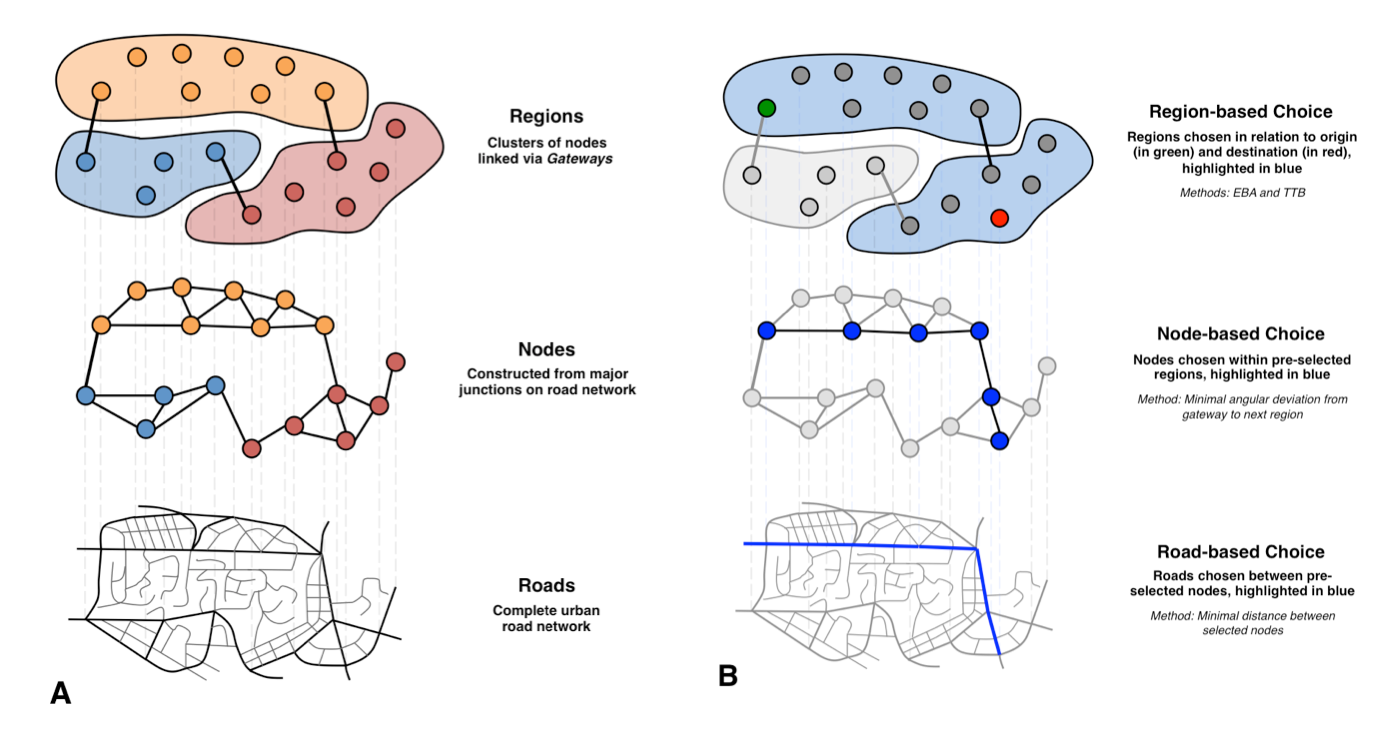 Regions
Clusters of nodes
linked via Gateways
Nodes
Constructed from major
junctions on road network
Roads
Complete urban
road network
A
Region-based Choice
Regions chosen in relation to origin
(in green) and destination (in red),
highlighted in blue
Methods: EBA and TTB
Node-based Choice
Nodes chosen within pre-selected
regions, highlighted in blue
Method: Minimal angular deviation from
gateway to next region
Road-based Choice
Roads chosen between pre-
selected nodes, highlighted in blue
Method: Minimal distance between
selected nodes
B